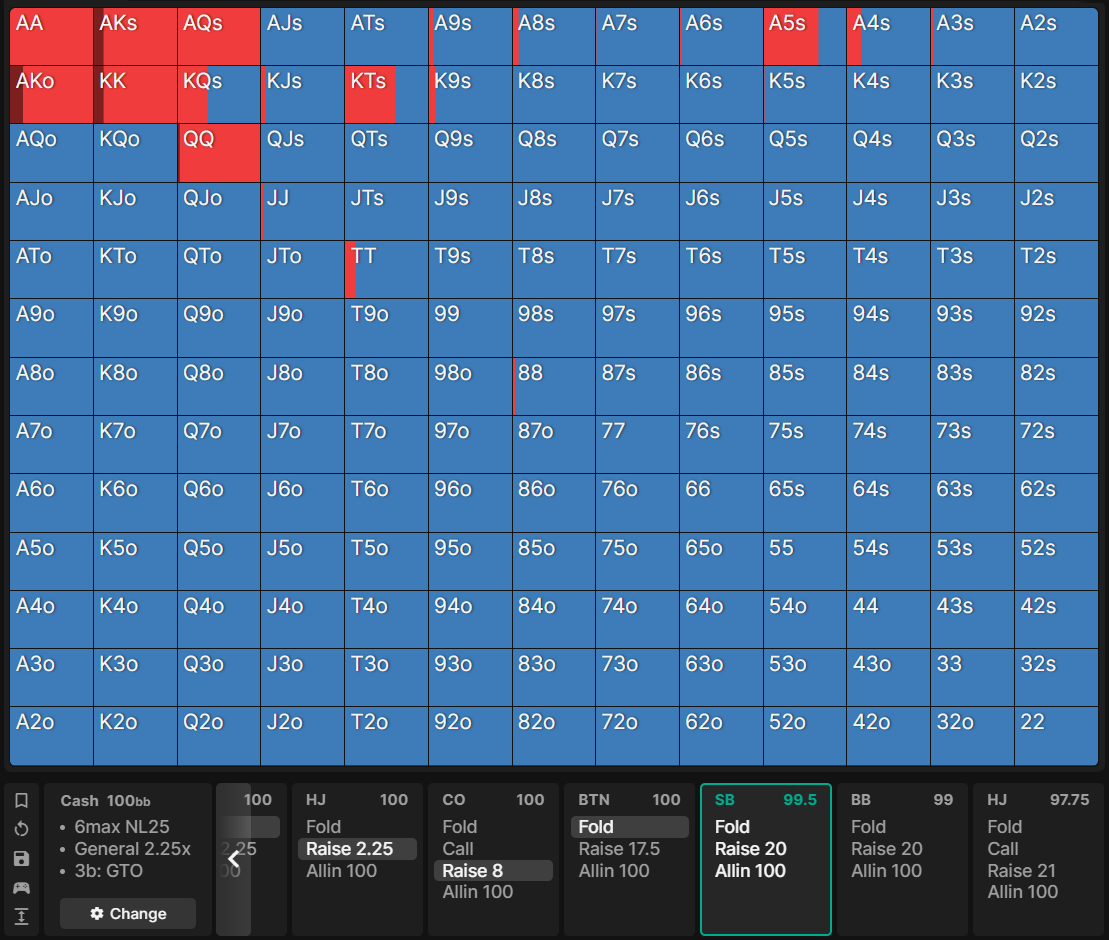 AA AKs AQs AJs ATs A9s A8s A7s A6s A5s A4s A3s A2s
AKo KK KQs KJs KTs K9s K8s K7s K6s K5s K4s K3s K2s
AQo KQo QQ QJs QTs Q9s Q8s Q7s Q6s Q5s Q4s Q3s Q2s
AJo KJo QJo JJ JTs J9s J8s J7s J6s J5s J4s J3s J2s
ATo KTo QTo JTo TT T9s T8s T7s T6s T5s T4s T3s T2s
A9o K9o Q9o J9o T9o 99 98s 97s 96s 95s 94s 93s 92s
A8o K8o Q8o J8o T8o 98o 88 87s 86s 85s 84s 83s 82s
A7o K7o Q7o J7o T7o 97o 87o 77 76s 75s 74s 73s 72s
A6o K6o Q6o J6o T6o 96o 86o 76o 66 65s 64s 63s 62s
A5o K5o Q5o J5o T5o 95o 85o 75o 65o 55 54s 53s 52s
A4o K4o Q4o J4o T4o 94o 84o 74o 64o 54o 44 43s 42s
A3o K3o Q3o J3o T3o 93o 83o 73o 63o 53o 43o 33 32s
A2o K2o Q2o J2o T2o 92o 82o 72o 62o 52o 42o 32o 22
Cash 100bb
• 6max NL25
• General 2.25x
• 3b: GTO
Change
100
2.25
00
HJ 100
Fold
Raise 2.25
Allin 100
CO 100
Fold
Call
Raise 8
Allin 100
BTN 100
Fold
Raise 17.5
Allin 100
SB 99.5
Fold
Raise 20
Allin 100
BB 99
Fold
Raise 20
Allin 100
HJ 97.75
Fold
Call
Raise 21
Allin 100